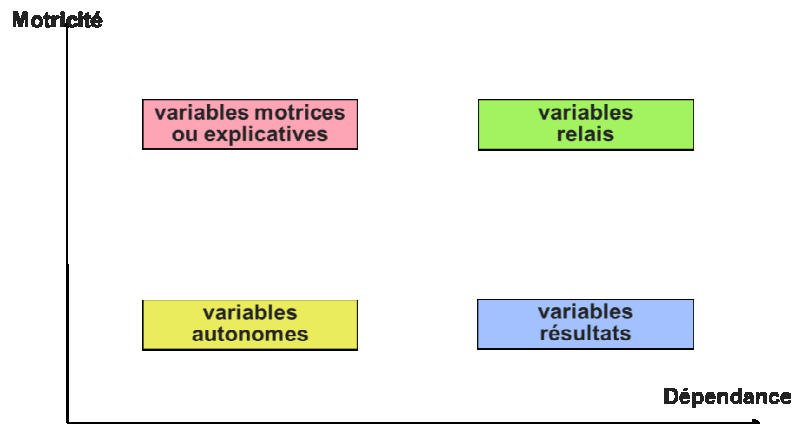 Motricité
variables motrices
ou explicatives
variables
relais
variables
autonomes
variables
résultats
Dépendance